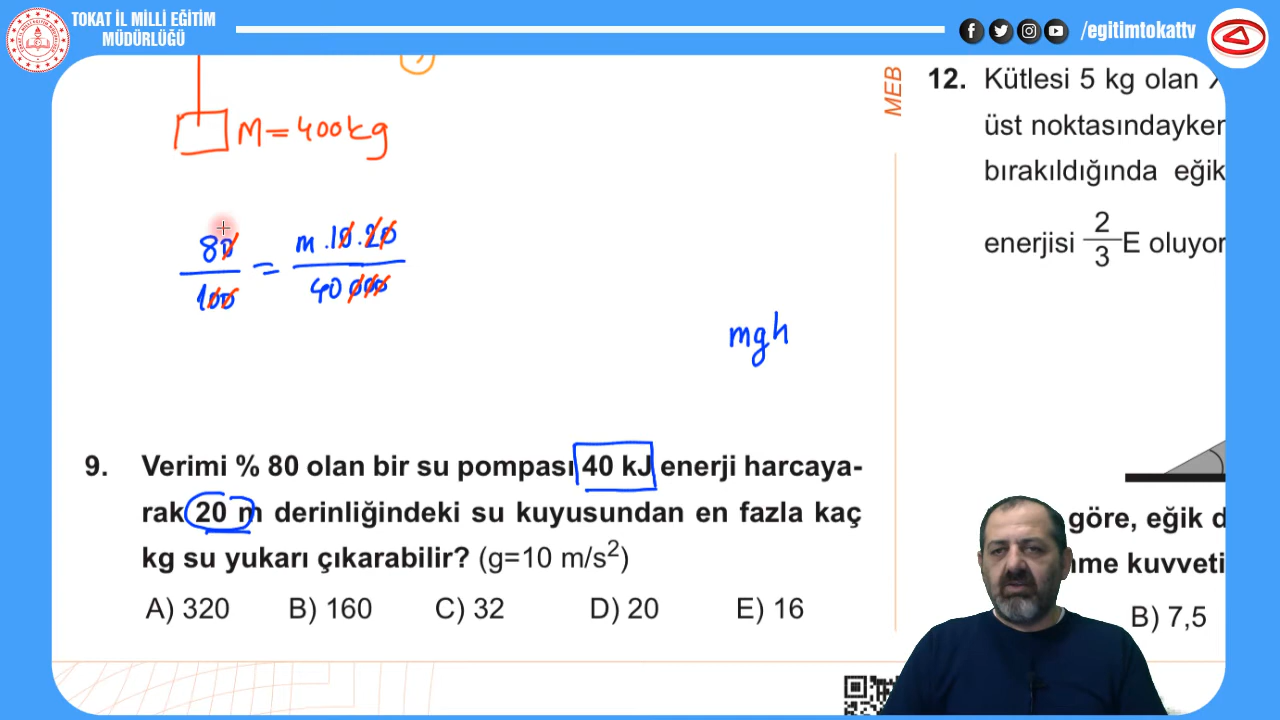 TOKAT İL MİLLİ EĞİTİM
MÜDÜRLÜĞÜ
/egitimtokattv
M=400kg
80/100 = m.10.20/40000
mgh
9. Verimi % 80 olan bir su pompası 40 kJ enerji harcaya-
rak 20 m derinliğindeki su kuyusundan en fazla kaç
kg su yukarı çıkarabilir? (g=10 m/s²)
A) 320 B) 160 C) 32 D) 20 E) 16
MEB
12. Kütlesi 5 kg olan
üst noktasındayken
bırakıldığında eğik
enerjisi 2/3 E oluyor
göre, eğik d
me kuvveti
B) 7,5